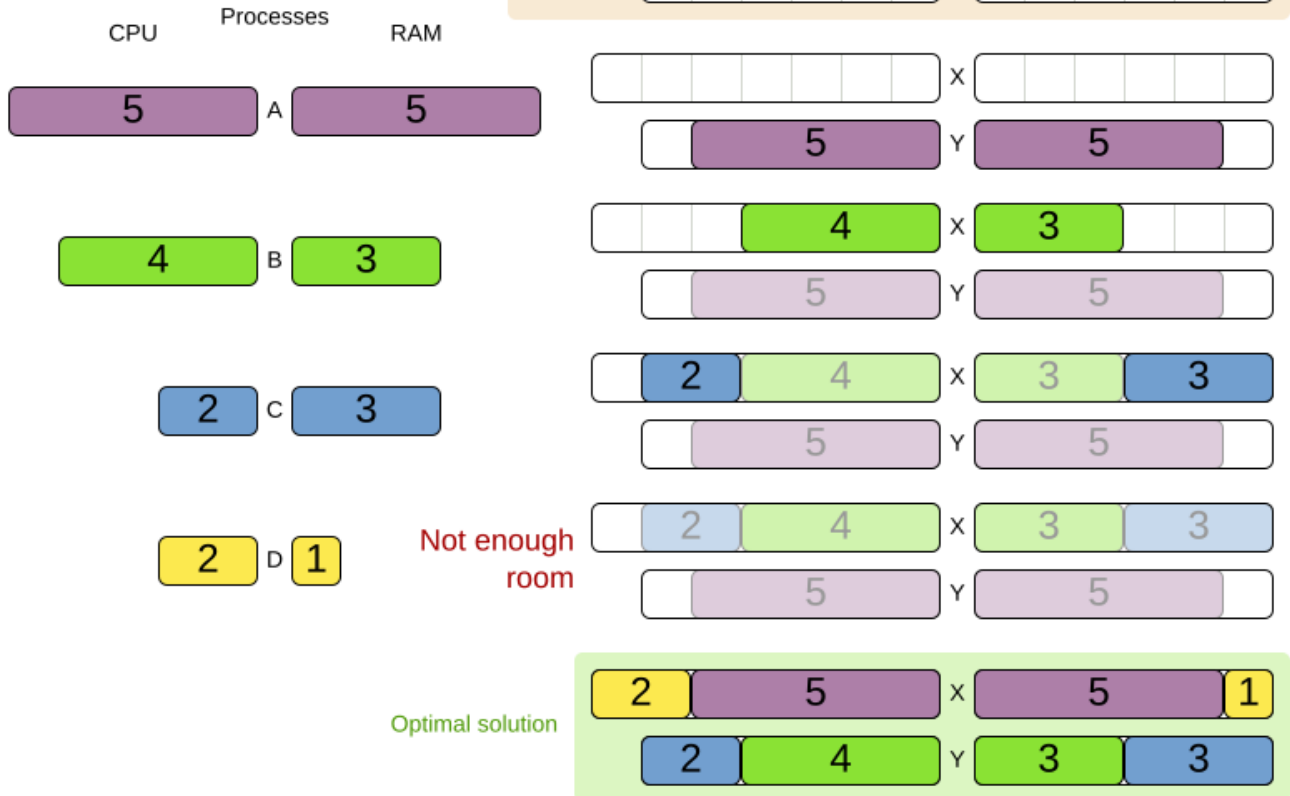 Processes
CPU RAM
X
5 A 5
5 Y 5
4 X 3
4 B 3
5 Y 5
2 4 X 3 3
2 C 3
5 Y 5
2 4 X 3 3
Not enough
room
2 D 1
5 Y 5
2 5 X 5 1
Optimal solution
2 4 Y 3 3